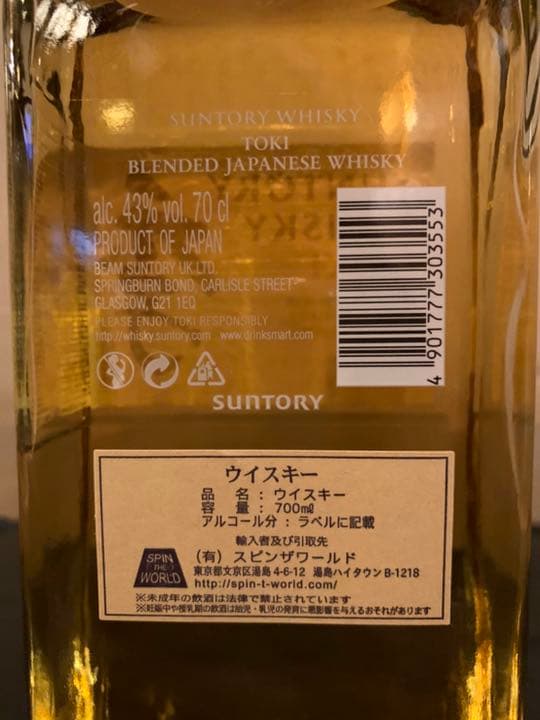 SUNTORY WHISKY
TOKI
BLENDED JAPANESE WHISKY
alc. 43% vol. 70 cl
PRODUCT OF JAPAN
BEAM SUNTORY UK LTD.
SPRINGBURN BOND, CARLISLE STREET
GLASGOW, G21 1EQ
PLEASE ENJOY TOKI RESPONSIBLY
http://whisky.suntory.com www.drinksmart.com
4 901777 303553
SUNTORY
ウイスキー
品 名 : ウイスキー
容 量 : 700㎖
アルコール分 : ラベルに記載
輸入者及び引取先
SPIN THE WORLD
(有) スピンザワールド
東京都文京区湯島 4-6-12 湯島ハイタウン B-1218
http://spin-t-world.com/
※未成年の飲酒は法律で禁止されています
※妊娠中や授乳期の飲酒は胎児・乳児の発育に悪影響を与えるおそれがあります